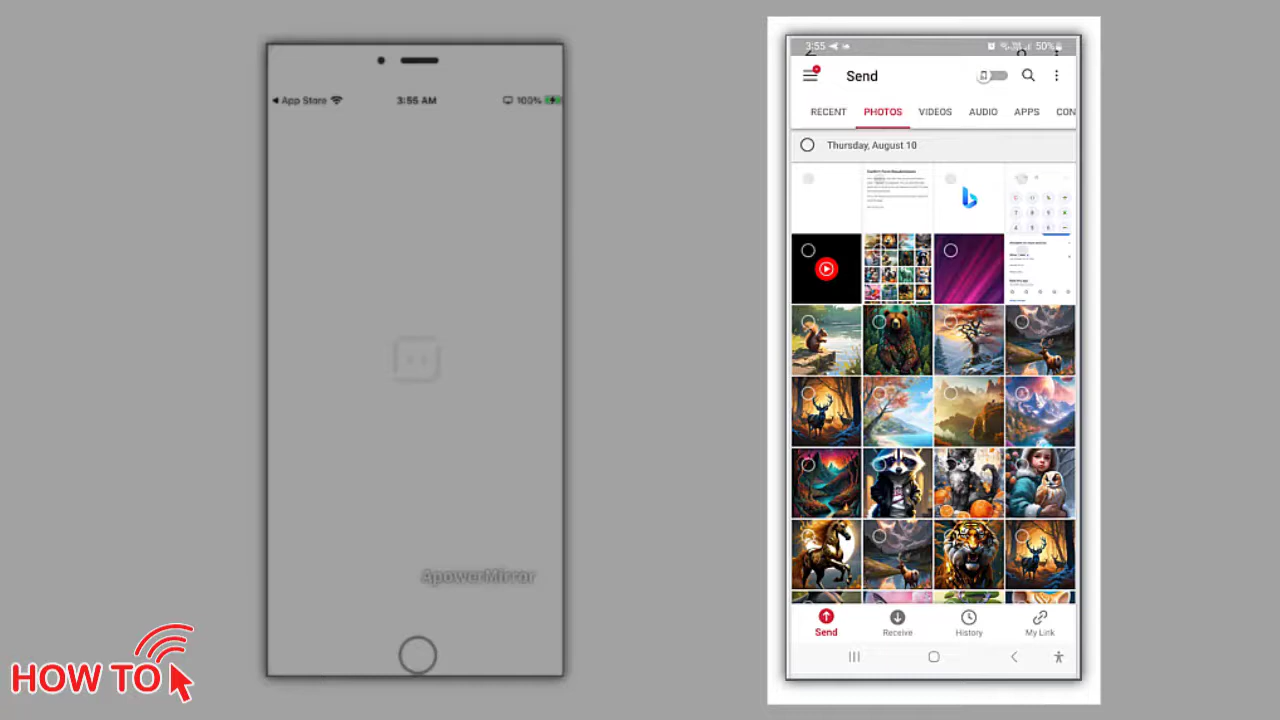 App Store
3:55 AM
100%
ApowerMirror
HOW TO
3:55
50%
Send
RECENT
PHOTOS
VIDEOS
AUDIO
APPS
CON
Thursday, August 10
Send
Receive
History
My Link